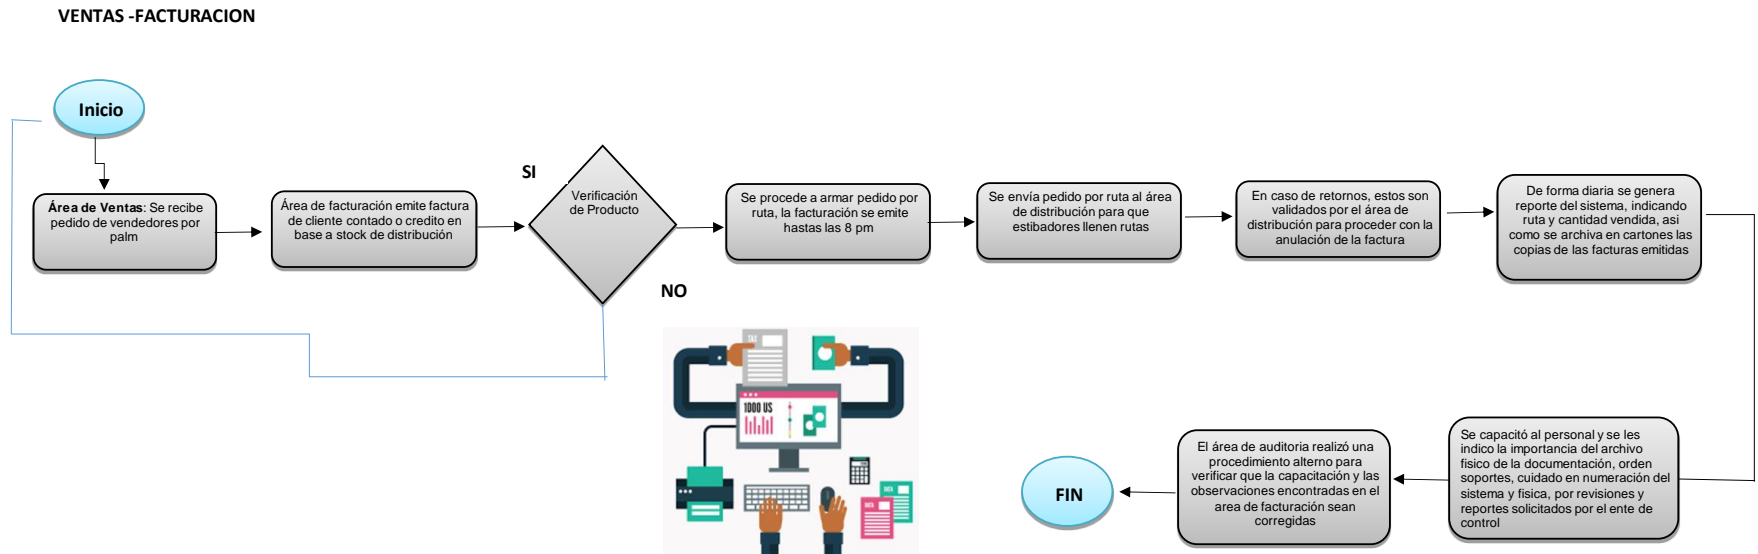 VENTAS -FACTURACION
Inicio
Área de Ventas: Se recibe
pedido de vendedores por
palm
Área de facturación emite factura
de cliente contado o credito en
base a stock de distribución
SI
Verificación
de Producto
NO
Se procede a armar pedido por
ruta, la facturación se emite
hastas las 8 pm
Se envía pedido por ruta al área
de distribución para que
estibadores llenen rutas
En caso de retornos, estos son
validados por el área de
distribución para proceder con la
anulación de la factura
De forma diaria se genera
reporte del sistema, indicando
ruta y cantidad vendida, asi
como se archiva en cartones las
copias de las facturas emitidas
Se capacitó al personal y se les
indico la importancia del archivo
fisico de la documentación, orden
soportes, cuidado en numeración del
sistema y fisica, por revisiones y
reportes solicitados por el ente de
control
El área de auditoria realizó una
procedimiento alterno para
verificar que la capacitación y las
observaciones encontradas en el
area de facturación sean
corregidas
FIN
TAX
1000 US
DATA
DATA